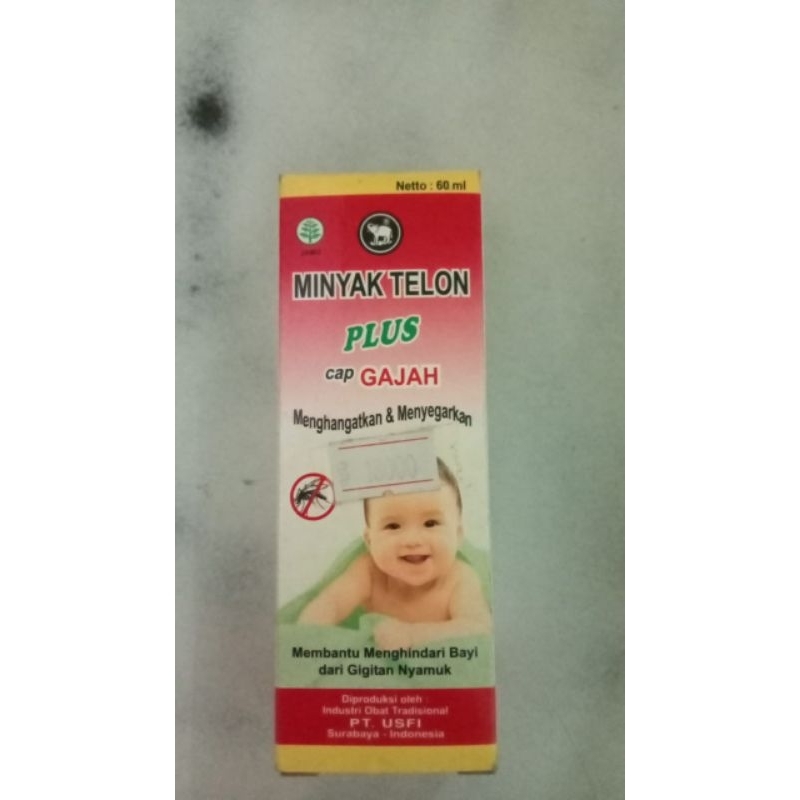 Netto : 60 ml
MINYAK TELON
PLUS
cap GAJAH
Menghangatkan & Menyegarkan
Membantu Menghindari Bayi
dari Gigitan Nyamuk
Diproduksi oleh :
Industri Obat Tradisional
PT. USFI
Surabaya - Indonesia